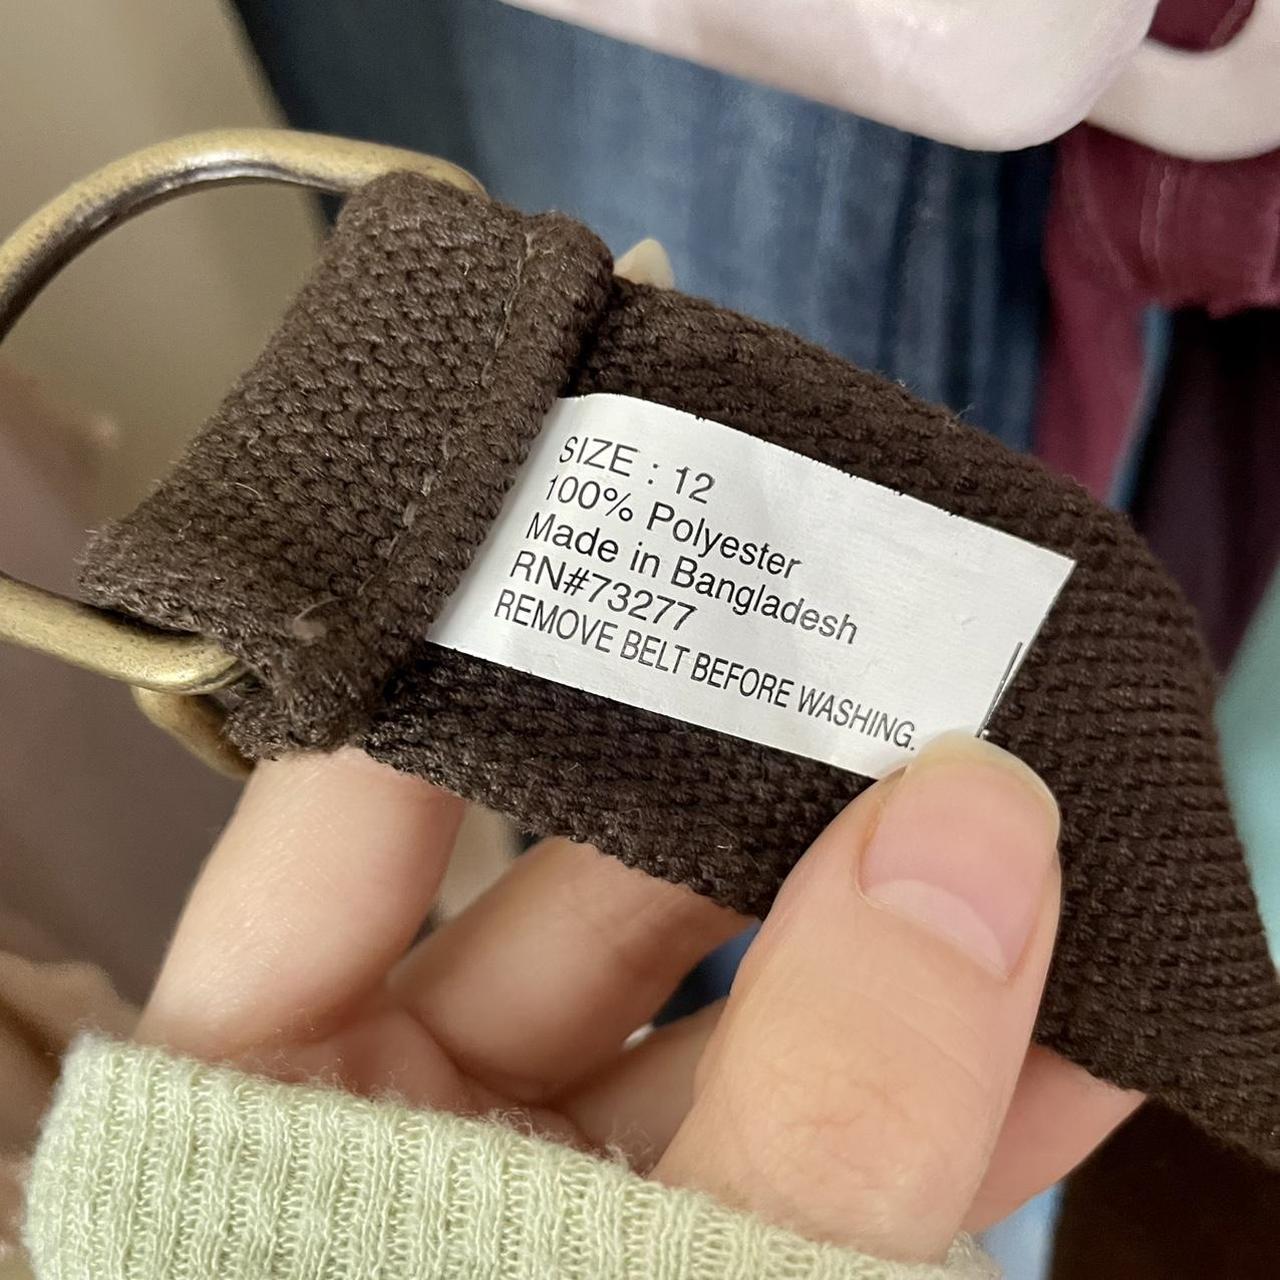 SIZE : 12
100% Polyester
Made in Bangladesh
RN#73277
REMOVE BELT BEFORE WASHING.